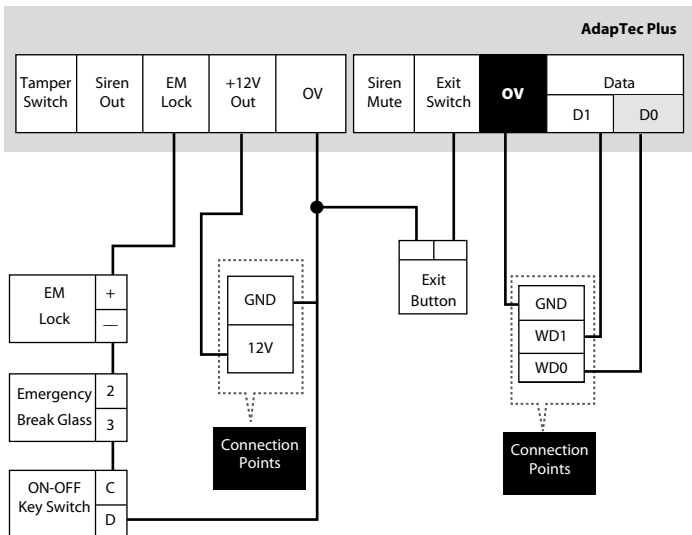 AdapTec Plus
Tamper
Switch
Siren
Out
EM
Lock
+12V
Out
OV
Siren
Mute
Exit
Switch
OV
Data
D1
D0
EM
Lock
+
—
Emergency
Break Glass
2
3
ON-OFF
Key Switch
C
D
GND
12V
Connection
Points
Exit
Button
GND
WD1
WD0
Connection
Points